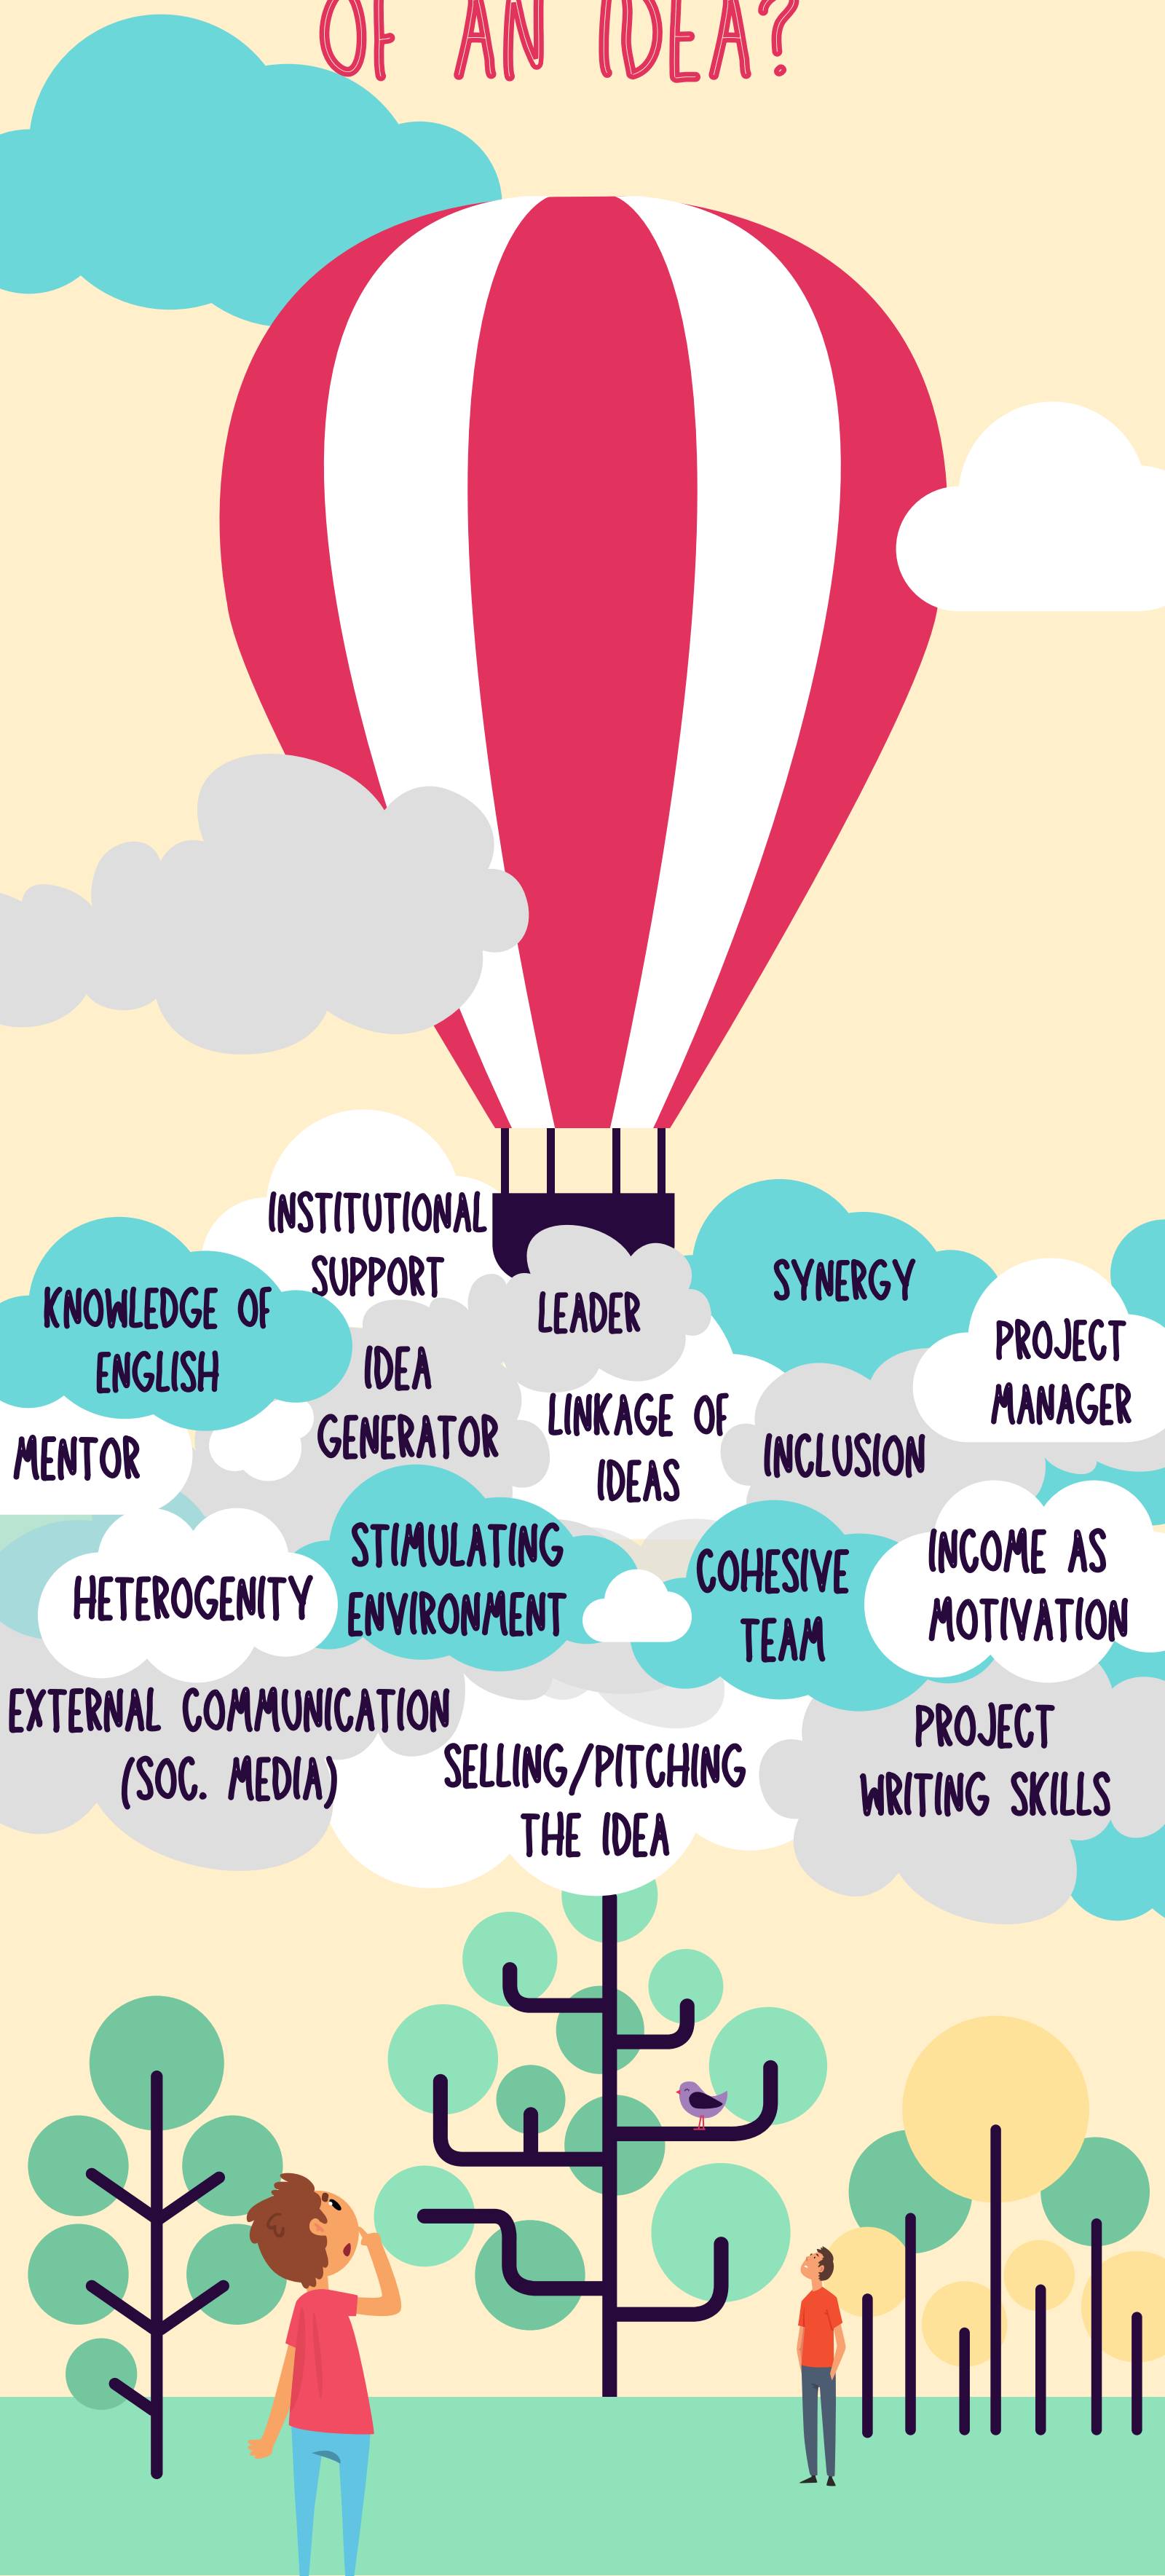 OF AN IDEA?
INSTITUTIONAL
SUPPORT
KNOWLEDGE OF
ENGLISH
LEADER
SYNERGY
PROJECT
MANAGER
IDEA
GENERATOR
MENTOR
LINKAGE OF
IDEAS
INCLUSION
HETEROGENITY
STIMULATING
ENVIRONMENT
COHESIVE
TEAM
INCOME AS
MOTIVATION
EXTERNAL COMMUNICATION
(SOC. MEDIA)
SELLING/PITCHING
THE IDEA
PROJECT
WRITING SKILLS